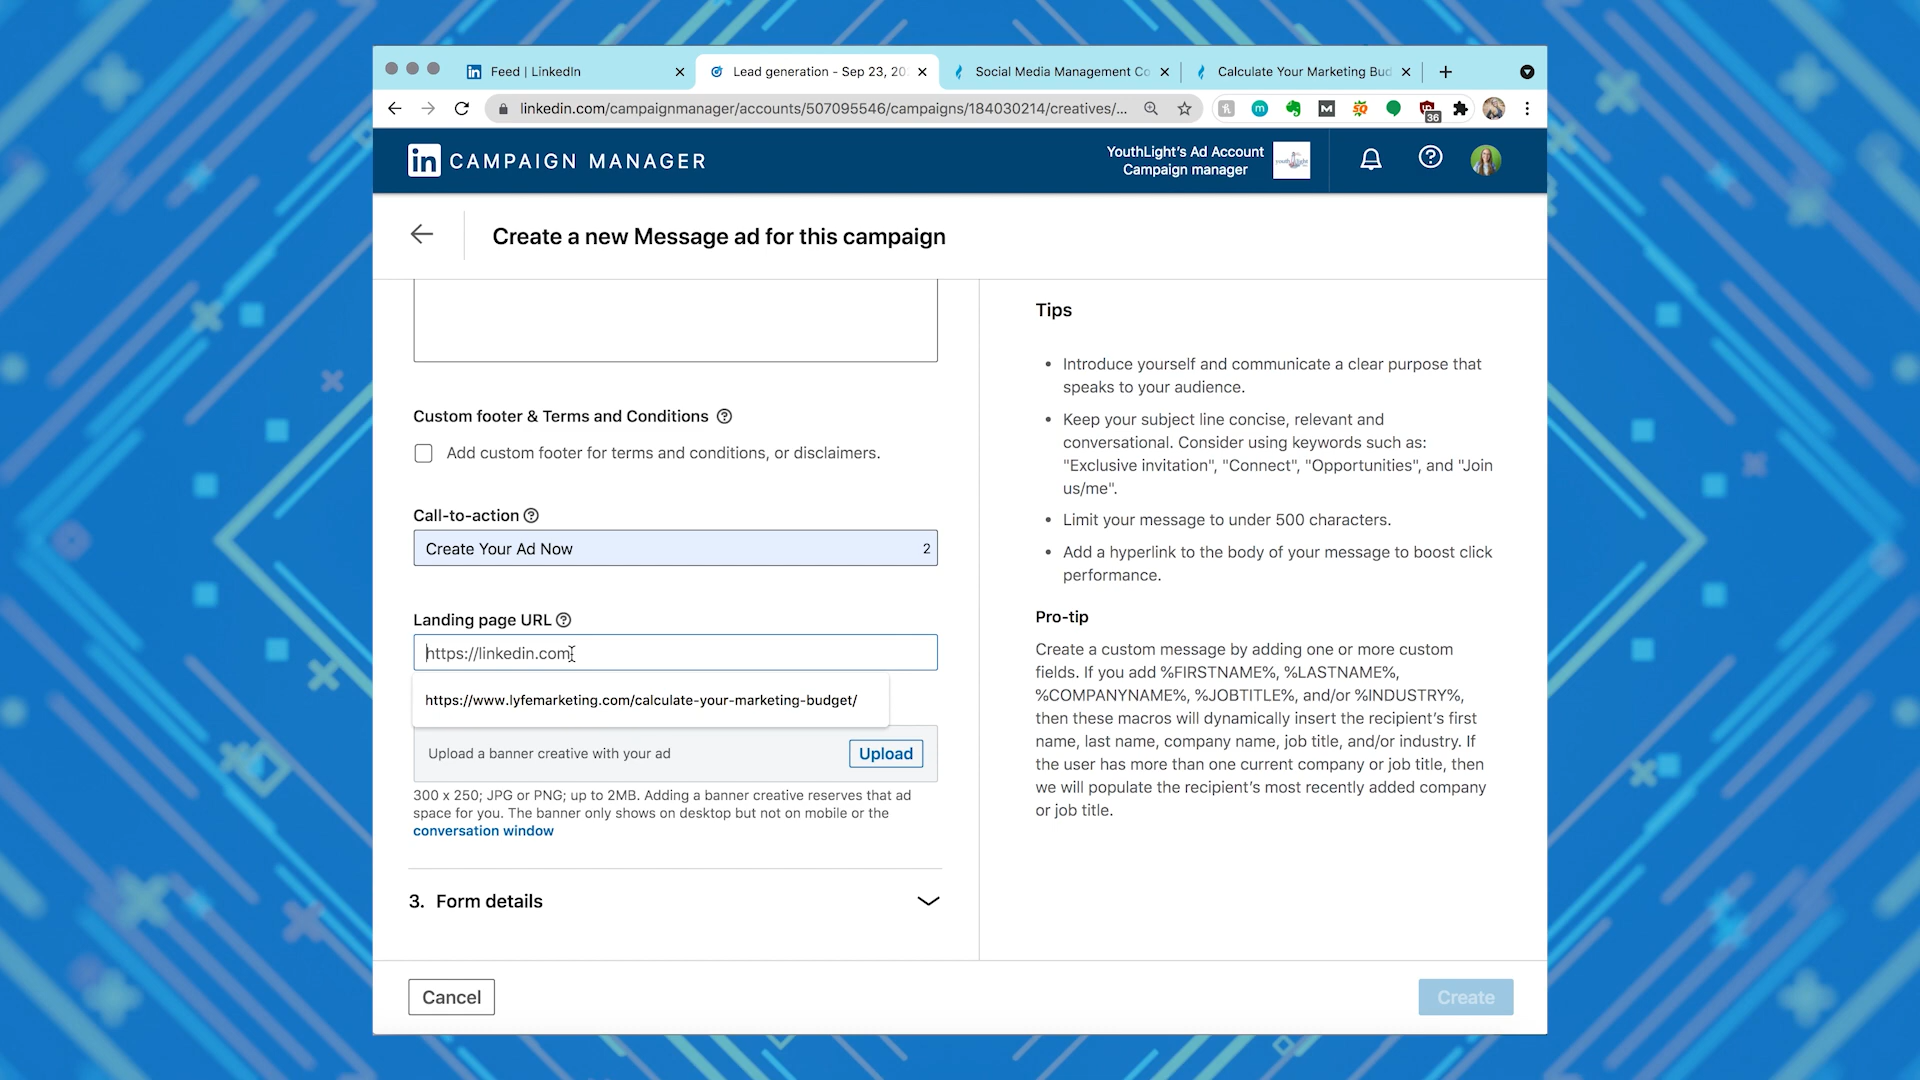 Feed | LinkedIn
Lead generation - Sep 23, 20
Social Media Management Co
Calculate Your Marketing Bud
linkedin.com/campaignmanager/accounts/507095546/campaigns/184030214/creatives/...
36
in CAMPAIGN MANAGER
YouthLight's Ad Account
Campaign manager
Create a new Message ad for this campaign
Custom footer & Terms and Conditions
Add custom footer for terms and conditions, or disclaimers.
Call-to-action
Create Your Ad Now
2
Landing page URL
https://linkedin.com
https://www.lyfemarketing.com/calculate-your-marketing-budget/
Upload a banner creative with your ad
Upload
300 x 250; JPG or PNG; up to 2MB. Adding a banner creative reserves that ad
space for you. The banner only shows on desktop but not on mobile or the
conversation window
3. Form details
Cancel
Tips
• Introduce yourself and communicate a clear purpose that
speaks to your audience.
• Keep your subject line concise, relevant and
conversational. Consider using keywords such as:
"Exclusive invitation", "Connect", "Opportunities", and "Join
us/me".
• Limit your message to under 500 characters.
• Add a hyperlink to the body of your message to boost click
performance.
Pro-tip
Create a custom message by adding one or more custom
fields. If you add %FIRSTNAME%, %LASTNAME%,
%COMPANYNAME%, %JOBTITLE%, and/or %INDUSTRY%,
then these macros will dynamically insert the recipient's first
name, last name, company name, job title, and/or industry. If
the user has more than one current company or job title, then
we will populate the recipient's most recently added company
or job title.
Create